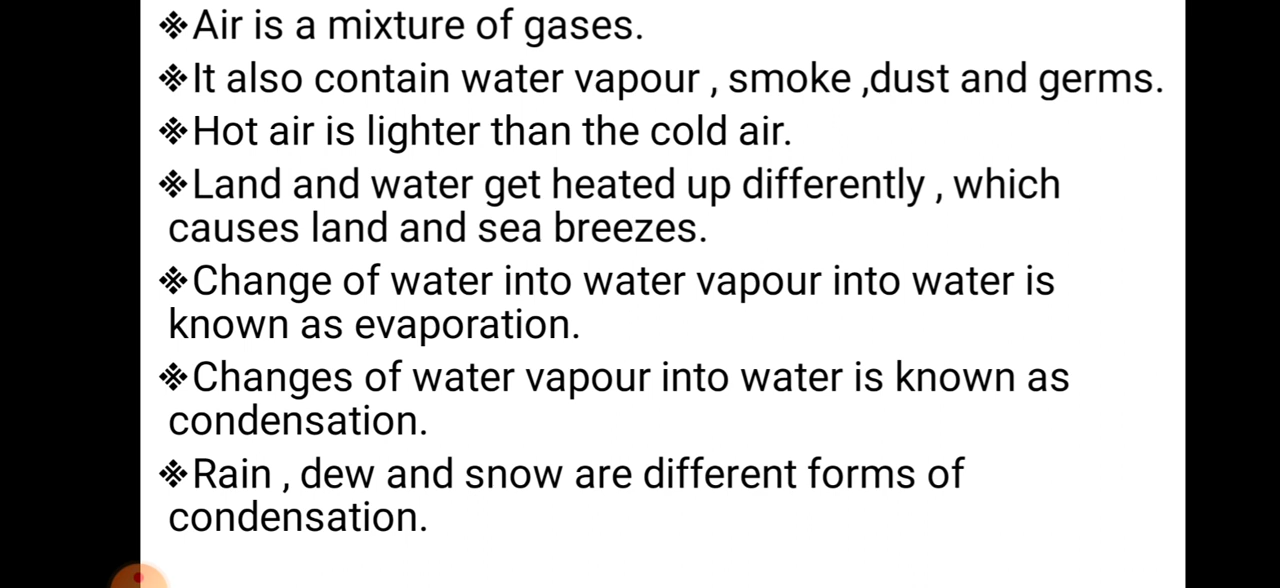 ❖Air is a mixture of gases.
❖It also contain water vapour , smoke ,dust and germs.
❖Hot air is lighter than the cold air.
❖Land and water get heated up differently , which
causes land and sea breezes.
❖Change of water into water vapour into water is
known as evaporation.
❖Changes of water vapour into water is known as
condensation.
❖Rain , dew and snow are different forms of
condensation.